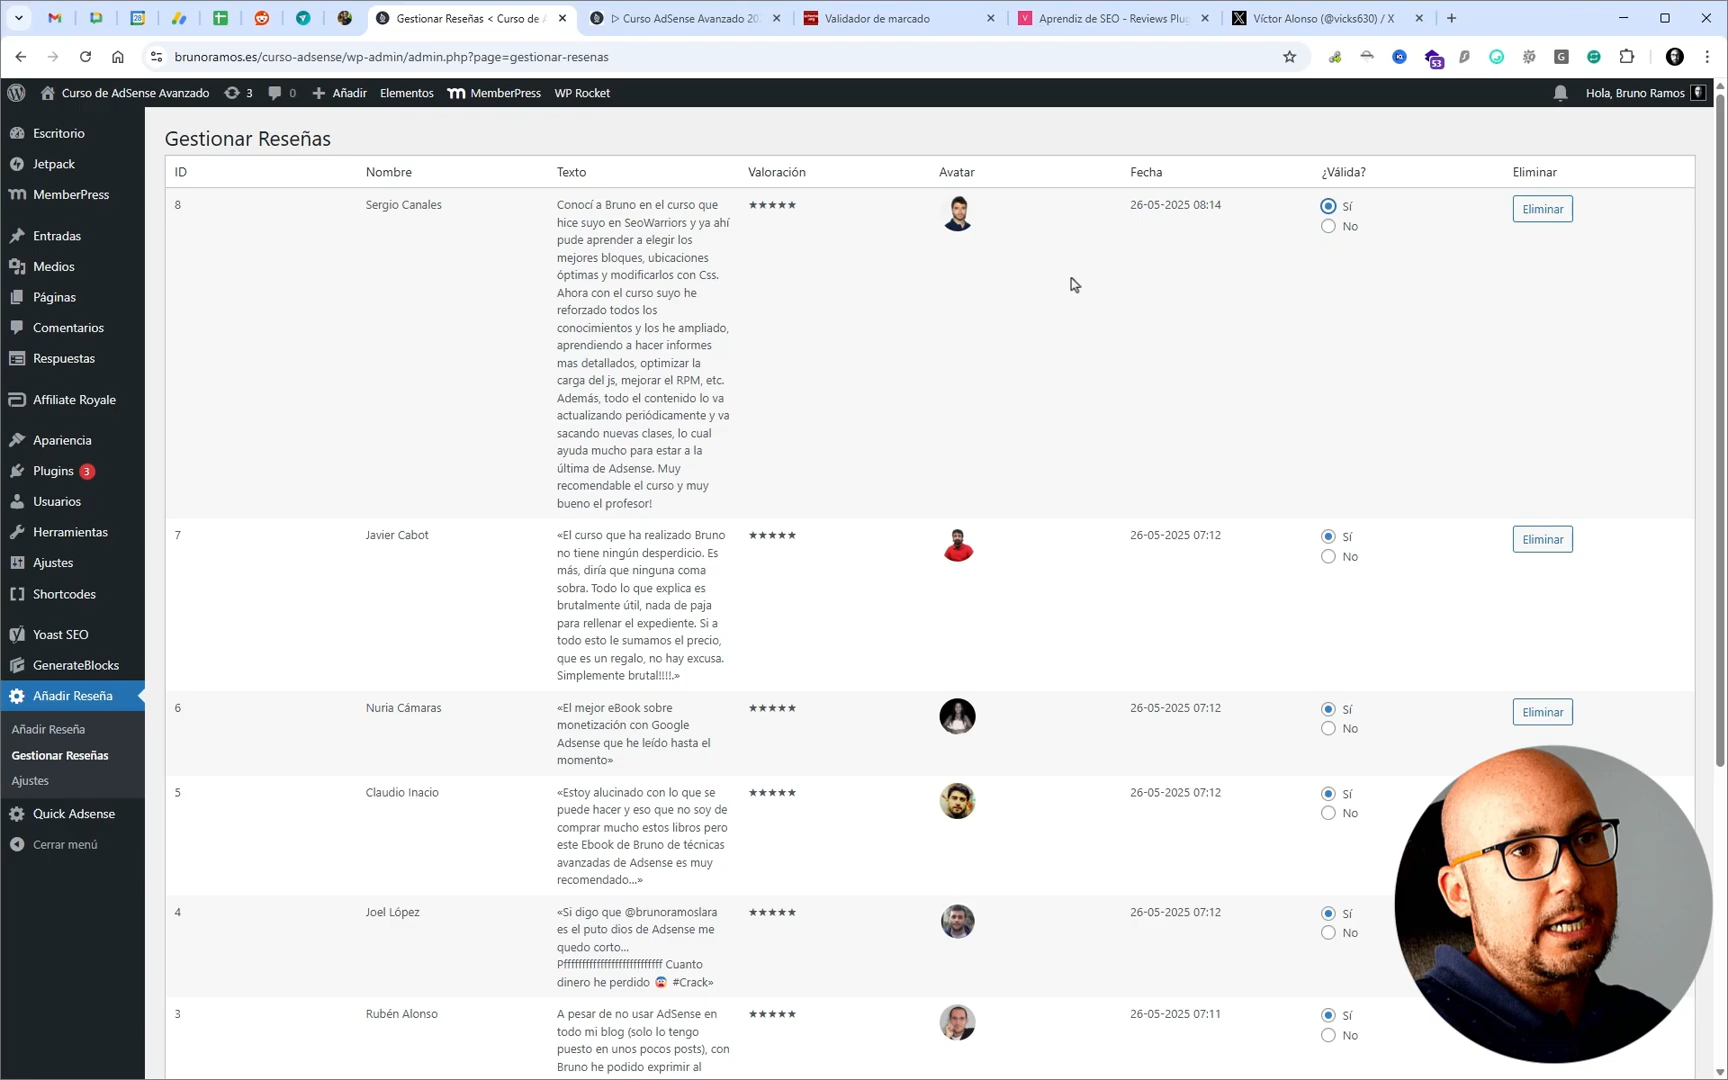 Gestionar Reseñas < Curso de A
Curso AdSense Avanzado 20
Validador de marcado
Aprendiz de SEO - Reviews Plug
Víctor Alonso (@vicks630) / X
brunoramos.es/curso-adsense/wp-admin/admin.php?page=gestionar-resenas
53
Curso de AdSense Avanzado
3
0
Añadir
Elementos
MemberPress
WP Rocket
Hola, Bruno Ramos
Escritorio
Jetpack
MemberPress
Entradas
Medios
Páginas
Comentarios
Respuestas
Affiliate Royale
Apariencia
Plugins 3
Usuarios
Herramientas
Ajustes
Shortcodes
Yoast SEO
GenerateBlocks
Añadir Reseña
Añadir Reseña
Gestionar Reseñas
Ajustes
Quick Adsense
Cerrar menú
Gestionar Reseñas
ID Nombre Texto Valoración Avatar Fecha ¿Válida? Eliminar
8 Sergio Canales Conocí a Bruno en el curso que ★★★★★ 26-05-2025 08:14 Sí Eliminar
hice suyo en SeoWarriors y ya ahí No
pude aprender a elegir los
mejores bloques, ubicaciones
óptimas y modificarlos con Css.
Ahora con el curso suyo he
reforzado todos los
conocimientos y los he ampliado,
aprendiendo a hacer informes
mas detallados, optimizar la
carga del js, mejorar el RPM, etc.
Además, todo el contenido lo va
actualizando periódicamente y va
sacando nuevas clases, lo cual
ayuda mucho para estar a la
última de Adsense. Muy
recomendable el curso y muy
bueno el profesor!
7 Javier Cabot «El curso que ha realizado Bruno ★★★★★ 26-05-2025 07:12 Sí Eliminar
no tiene ningún desperdicio. Es No
más, diría que ninguna coma
sobra. Todo lo que explica es
brutalmente útil, nada de paja
para rellenar el expediente. Si a
todo esto le sumamos el precio,
que es un regalo, no hay excusa.
Simplemente brutal!!!!.»
6 Nuria Cámaras «El mejor eBook sobre ★★★★★ 26-05-2025 07:12 Sí Eliminar
monetización con Google No
Adsense que he leído hasta el
momento»
5 Claudio Inacio «Estoy alucinado con lo que se ★★★★★ 26-05-2025 07:12 Sí
puede hacer y eso que no soy de No
comprar mucho estos libros pero
este Ebook de Bruno de técnicas
avanzadas de Adsense es muy
recomendado...»
4 Joel López «Si digo que @brunoramoslara ★★★★★ 26-05-2025 07:12 Sí
es el puto dios de Adsense me No
quedo corto...
Pfffffffffffffffffffffffffff Cuanto
dinero he perdido 😨 #Crack»
3 Rubén Alonso A pesar de no usar AdSense en ★★★★★ 26-05-2025 07:11 Sí
todo mi blog (solo lo tengo No
puesto en unos pocos posts), con
Bruno he podido exprimir al